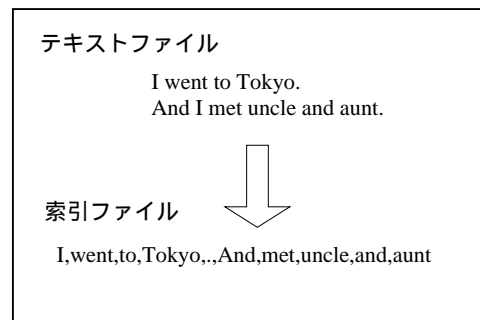 テキストファイル
I went to Tokyo.
And I met uncle and aunt.
索引ファイル
I,went,to,Tokyo,.,And,met,uncle,and,aunt